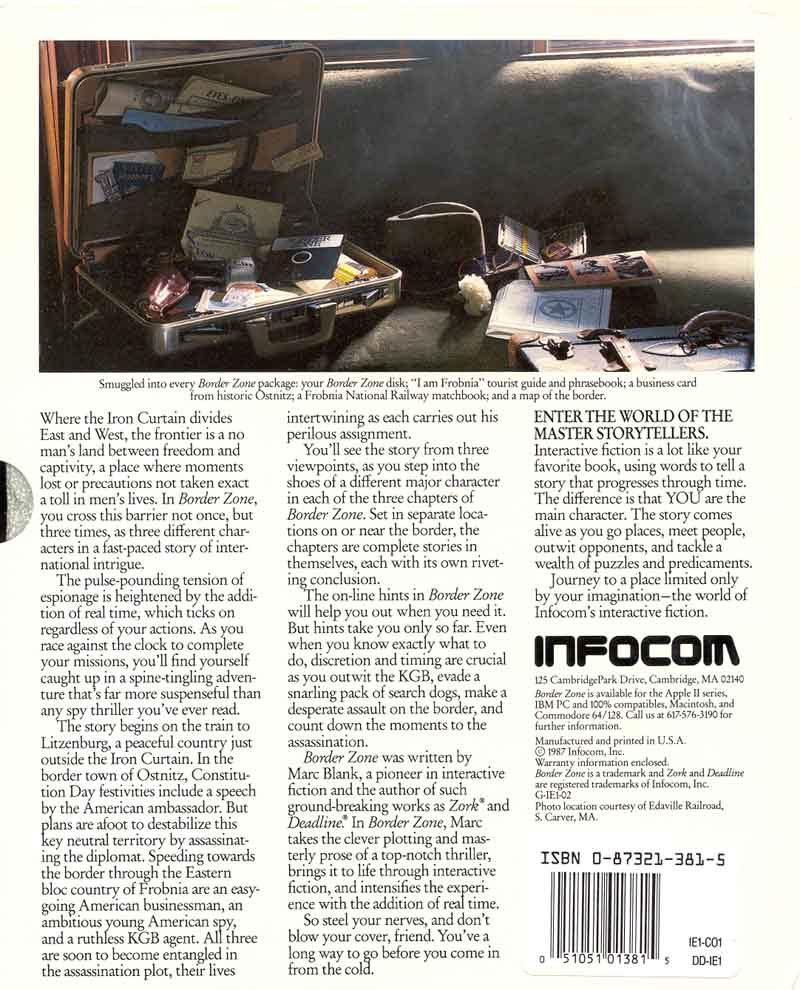 EYES O
BORDER
ZONE
Smuggled into every Border Zone package: your Border Zone disk; "I am Frobnia" tourist guide and phrasebook; a business card
from historic Ostnitz; a Frobnia National Railway matchbook; and a map of the border.
Where the Iron Curtain divides
East and West, the frontier is a no
man's land between freedom and
captivity, a place where moments
lost or precautions not taken exact
a toll in men's lives. In Border Zone,
you cross this barrier not once, but
three times, as three different char-
acters in a fast-paced story of inter-
national intrigue.
The pulse-pounding tension of
espionage is heightened by the addi-
tion of real time, which ticks on
regardless of your actions. As you
race against the clock to complete
your missions, you'll find yourself
caught up in a spine-tingling adven-
ture that's far more suspenseful than
any spy thriller you've ever read.
The story begins on the train to
Litzenburg, a peaceful country just
outside the Iron Curtain. In the
border town of Ostnitz, Constitu-
tion Day festivities include a speech
by the American ambassador. But
plans are afoot to destabilize this
key neutral territory by assassinat-
ing the diplomat. Speeding towards
the border through the Eastern
bloc country of Frobnia are an easy-
going American businessman, an
ambitious young American spy,
and a ruthless KGB agent. All three
are soon to become entangled in
the assassination plot, their lives
intertwining as each carries out his
perilous assignment.
You'll see the story from three
viewpoints, as you step into the
shoes of a different major character
in each of the three chapters of
Border Zone. Set in separate loca-
tions on or near the border, the
chapters are complete stories in
themselves, each with its own rivet-
ing conclusion.
The on-line hints in Border Zone
will help you out when you need it.
But hints take you only so far. Even
when you know exactly what to
do, discretion and timing are crucial
as you outwit the KGB, evade a
snarling pack of search dogs, make a
desperate assault on the border, and
count down the moments to the
assassination.
Border Zone was written by
Marc Blank, a pioneer in interactive
fiction and the author of such
ground-breaking works as Zork® and
Deadline.® In Border Zone, Marc
takes the clever plotting and mas-
terly prose of a top-notch thriller,
brings it to life through interactive
fiction, and intensifies the experi-
ence with the addition of real time.
So steel your nerves, and don't
blow your cover, friend. You've a
long way to go before you come in
from the cold.
ENTER THE WORLD OF THE
MASTER STORYTELLERS.
Interactive fiction is a lot like your
favorite book, using words to tell a
story that progresses through time.
The difference is that YOU are the
main character. The story comes
alive as you go places, meet people,
outwit opponents, and tackle a
wealth of puzzles and predicaments.
Journey to a place limited only
by your imagination—the world of
Infocom's interactive fiction.
INFOCOM
125 CambridgePark Drive, Cambridge, MA 02140
Border Zone is available for the Apple II series,
IBM PC and 100% compatibles, Macintosh, and
Commodore 64/128. Call us at 617-576-3190 for
further information.
Manufactured and printed in U.S.A.
© 1987 Infocom, Inc.
Warranty information enclosed.
Border Zone is a trademark and Zork and Deadline
are registered trademarks of Infocom, Inc.
G-IE1-02
Photo location courtesy of Edaville Railroad,
S. Carver, MA.
ISBN 0-87321-381-5
IE1-C01
DD-IE1
0 51051 01381 5